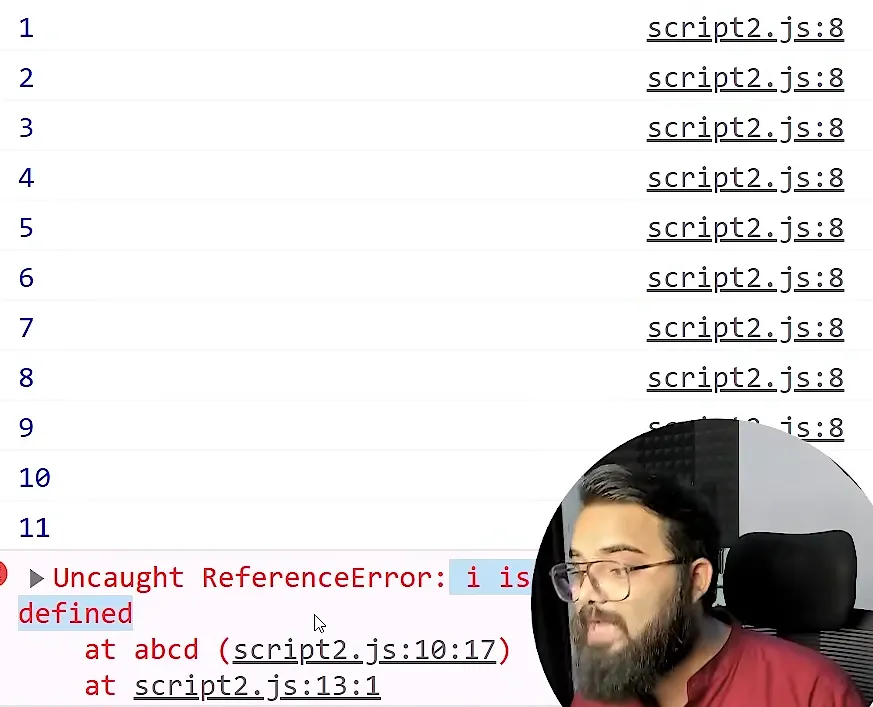 1 script2.js:8
2 script2.js:8
3 script2.js:8
4 script2.js:8
5 script2.js:8
6 script2.js:8
7 script2.js:8
8 script2.js:8
9 js:8
10
11
Uncaught ReferenceError: i is
defined
at abcd (script2.js:10:17)
at script2.js:13:1